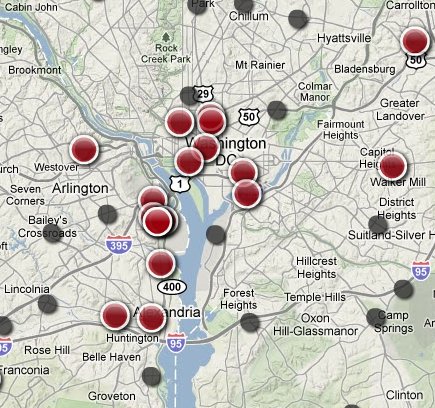 Cabin John
Park
Chillum
Carrollton
Hyattsville
Rock
Creek Park
Mt Rainier
Bladensburg
50
Brookmont
Colmar
Manor
29
50
Greater
Landover
Fairmount
Heights
Washington
DC
Westover
Walker Mill
Seven
Corners
Arlington
1
District
Heights
Bailey's
Crossroads
Suitland-Silver H
395
Hillcrest
Heights
95
400
Lincolnia
Forest
Heights
Temple Hills
Alexandria
Oxon
Hill-Glassmanor
Camp
Springs
Huntington
95
95
Rose Hill
Belle Haven
Franconia
Groveton
Clinton